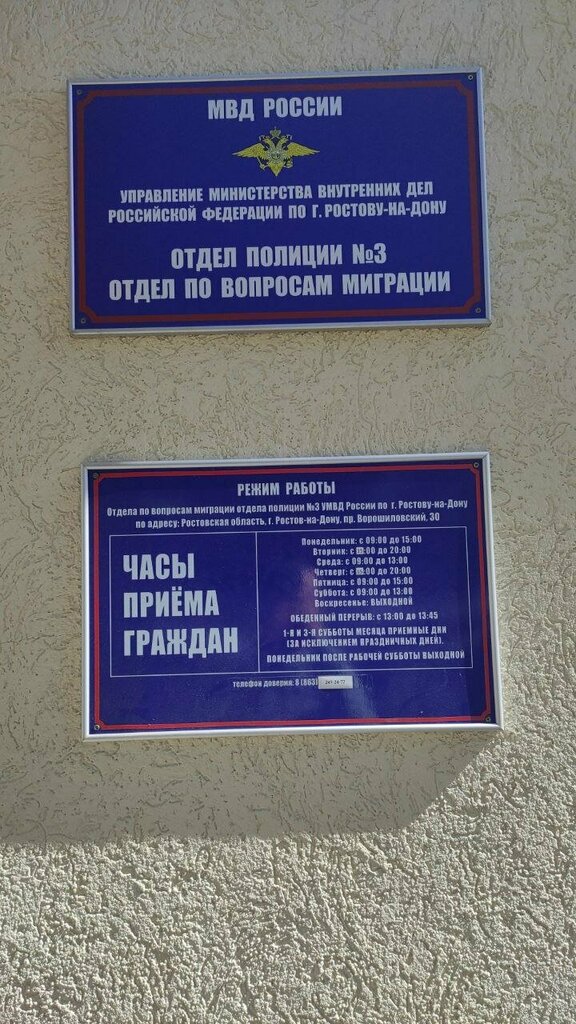 МВД РОССИИ
УПРАВЛЕНИЕ МИНИСТЕРСТВА ВНУТРЕННИХ ДЕЛ
РОССИЙСКОЙ ФЕДЕРАЦИИ ПО Г. РОСТОВУ-НА-ДОНУ
ОТДЕЛ ПОЛИЦИИ №3
ОТДЕЛ ПО ВОПРОСАМ МИГРАЦИИ
РЕЖИМ РАБОТЫ
Отдела по вопросам миграции отдела полиции №3 УМВД России по г. Ростову-на-Дону
по адресу: Ростовская область, г. Ростов-на-Дону, пр. Ворошиловский, 30
ЧАСЫ
ПРИЁМА
ГРАЖДАН
Понедельник: с 09:00 до 15:00
Вторник: с :00 до 20:00
Среда: с 09:00 до 13:00
Четверг: с :00 до 20:00
Пятница: с 09:00 до 15:00
Суббота: с 09:00 до 13:00
Воскресенье: ВЫХОДНОЙ
ОБЕДЕННЫЙ ПЕРЕРЫВ: с 13:00 до 13:45
1-Я И 3-Я СУББОТЫ МЕСЯЦА ПРИЕМНЫЕ ДНИ
(ЗА ИСКЛЮЧЕНИЕМ ПРАЗДНИЧНЫХ ДНЕЙ).
ПОНЕДЕЛЬНИК ПОСЛЕ РАБОЧЕЙ СУББОТЫ ВЫХОДНОЙ
телефон доверия: 8 (863)